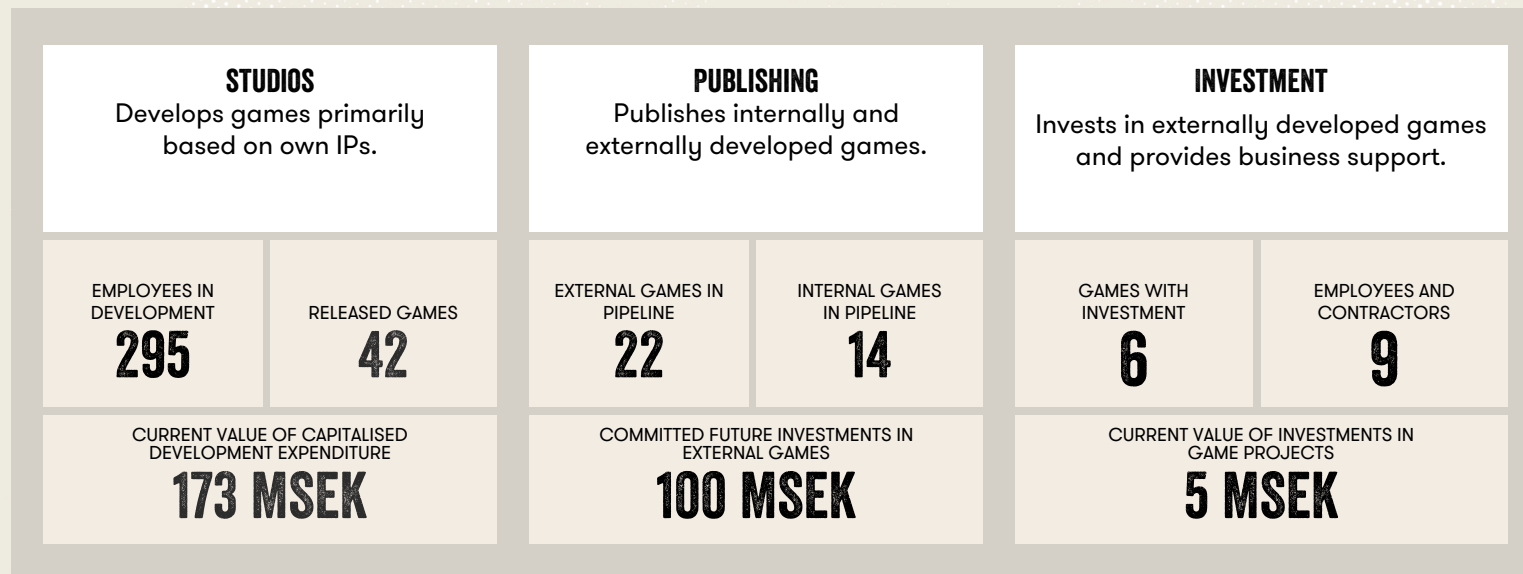 STUDIOS
Develops games primarily
based on own IPs.
EMPLOYEES IN
DEVELOPMENT
295
RELEASED GAMES
42
CURRENT VALUE OF CAPITALISED
DEVELOPMENT EXPENDITURE
173 MSEK
PUBLISHING
Publishes internally and
externally developed games.
EXTERNAL GAMES IN
PIPELINE
22
INTERNAL GAMES
IN PIPELINE
14
COMMITTED FUTURE INVESTMENTS IN
EXTERNAL GAMES
100 MSEK
INVESTMENT
Invests in externally developed games
and provides business support.
GAMES WITH
INVESTMENT
6
EMPLOYEES AND
CONTRACTORS
9
CURRENT VALUE OF INVESTMENTS IN
GAME PROJECTS
5 MSEK